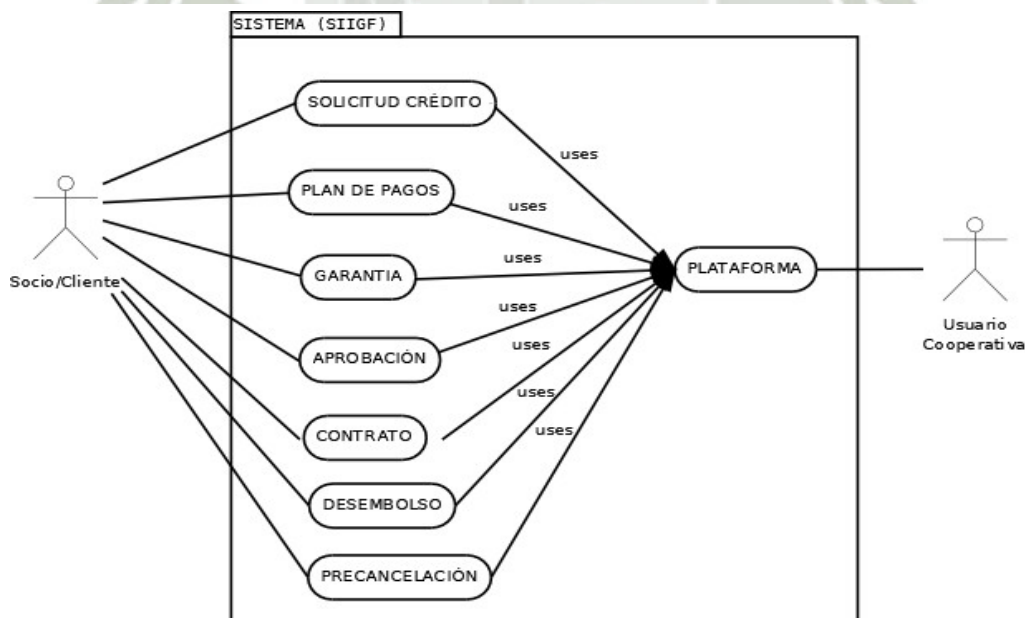 SISTEMA (SIIGF)
SOLICITUD CRÉDITO
uses
PLAN DE PAGOS
uses
GARANTIA
uses
PLATAFORMA
Socio/Cliente
uses
APROBACIÓN
uses
Usuario
Cooperativa
uses
CONTRATO
uses
DESEMBOLSO
PRECANCELACIÓN